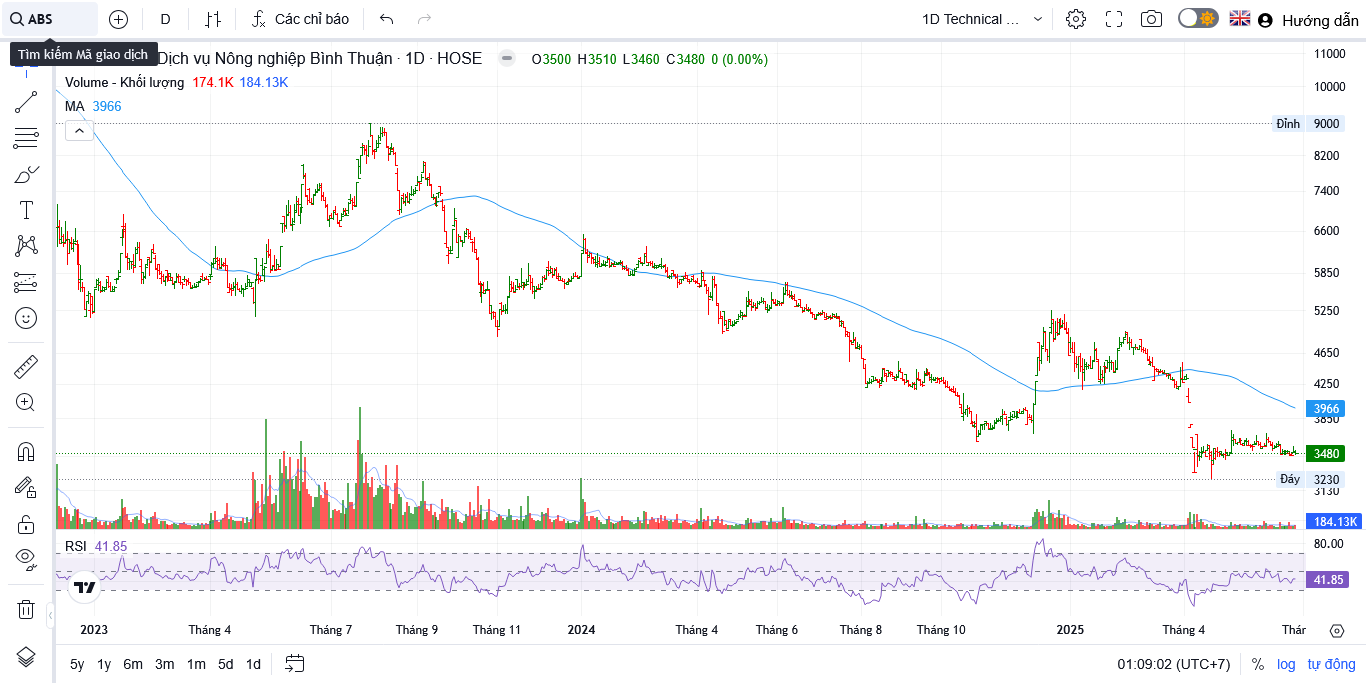 ABS
D
Các chỉ báo
1D Technical ...
Hướng dẫn
Tìm kiếm Mã giao dịch
Dịch vụ Nông nghiệp Bình Thuận · 1D · HOSE
O3500 H3510 L3460 C3480 0 (0.00%)
Volume - Khối lượng 174.1K 184.13K
MA 3966
11000
10000
Đỉnh 9000
8200
7400
6600
5850
5250
4650
4250
3966
3850
3480
Đáy 3230
3130
184.13K
RSI 41.85
80.00
41.85
2023
Tháng 4
Tháng 7
Tháng 9
Tháng 11
2024
Tháng 4
Tháng 6
Tháng 8
Tháng 10
2025
Tháng 4
Thár
5y 1y 6m 3m 1m 5d 1d
01:09:02 (UTC+7)
% log tự động